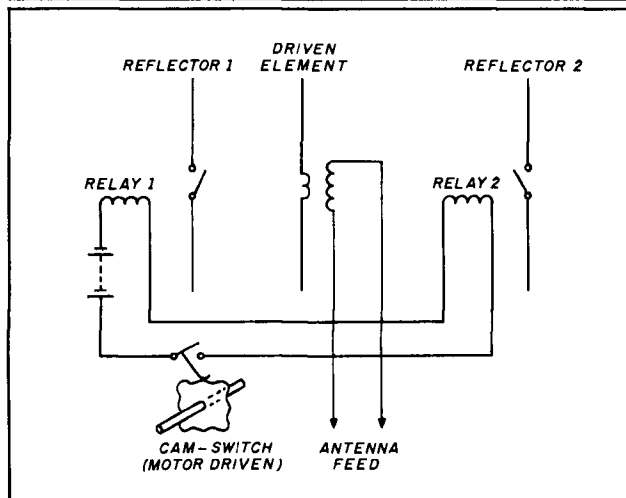 DRIVEN
ELEMENT
REFLECTOR 1
REFLECTOR 2
RELAY 1
RELAY 2
CAM-SWITCH
(MOTOR DRIVEN)
ANTENNA
FEED